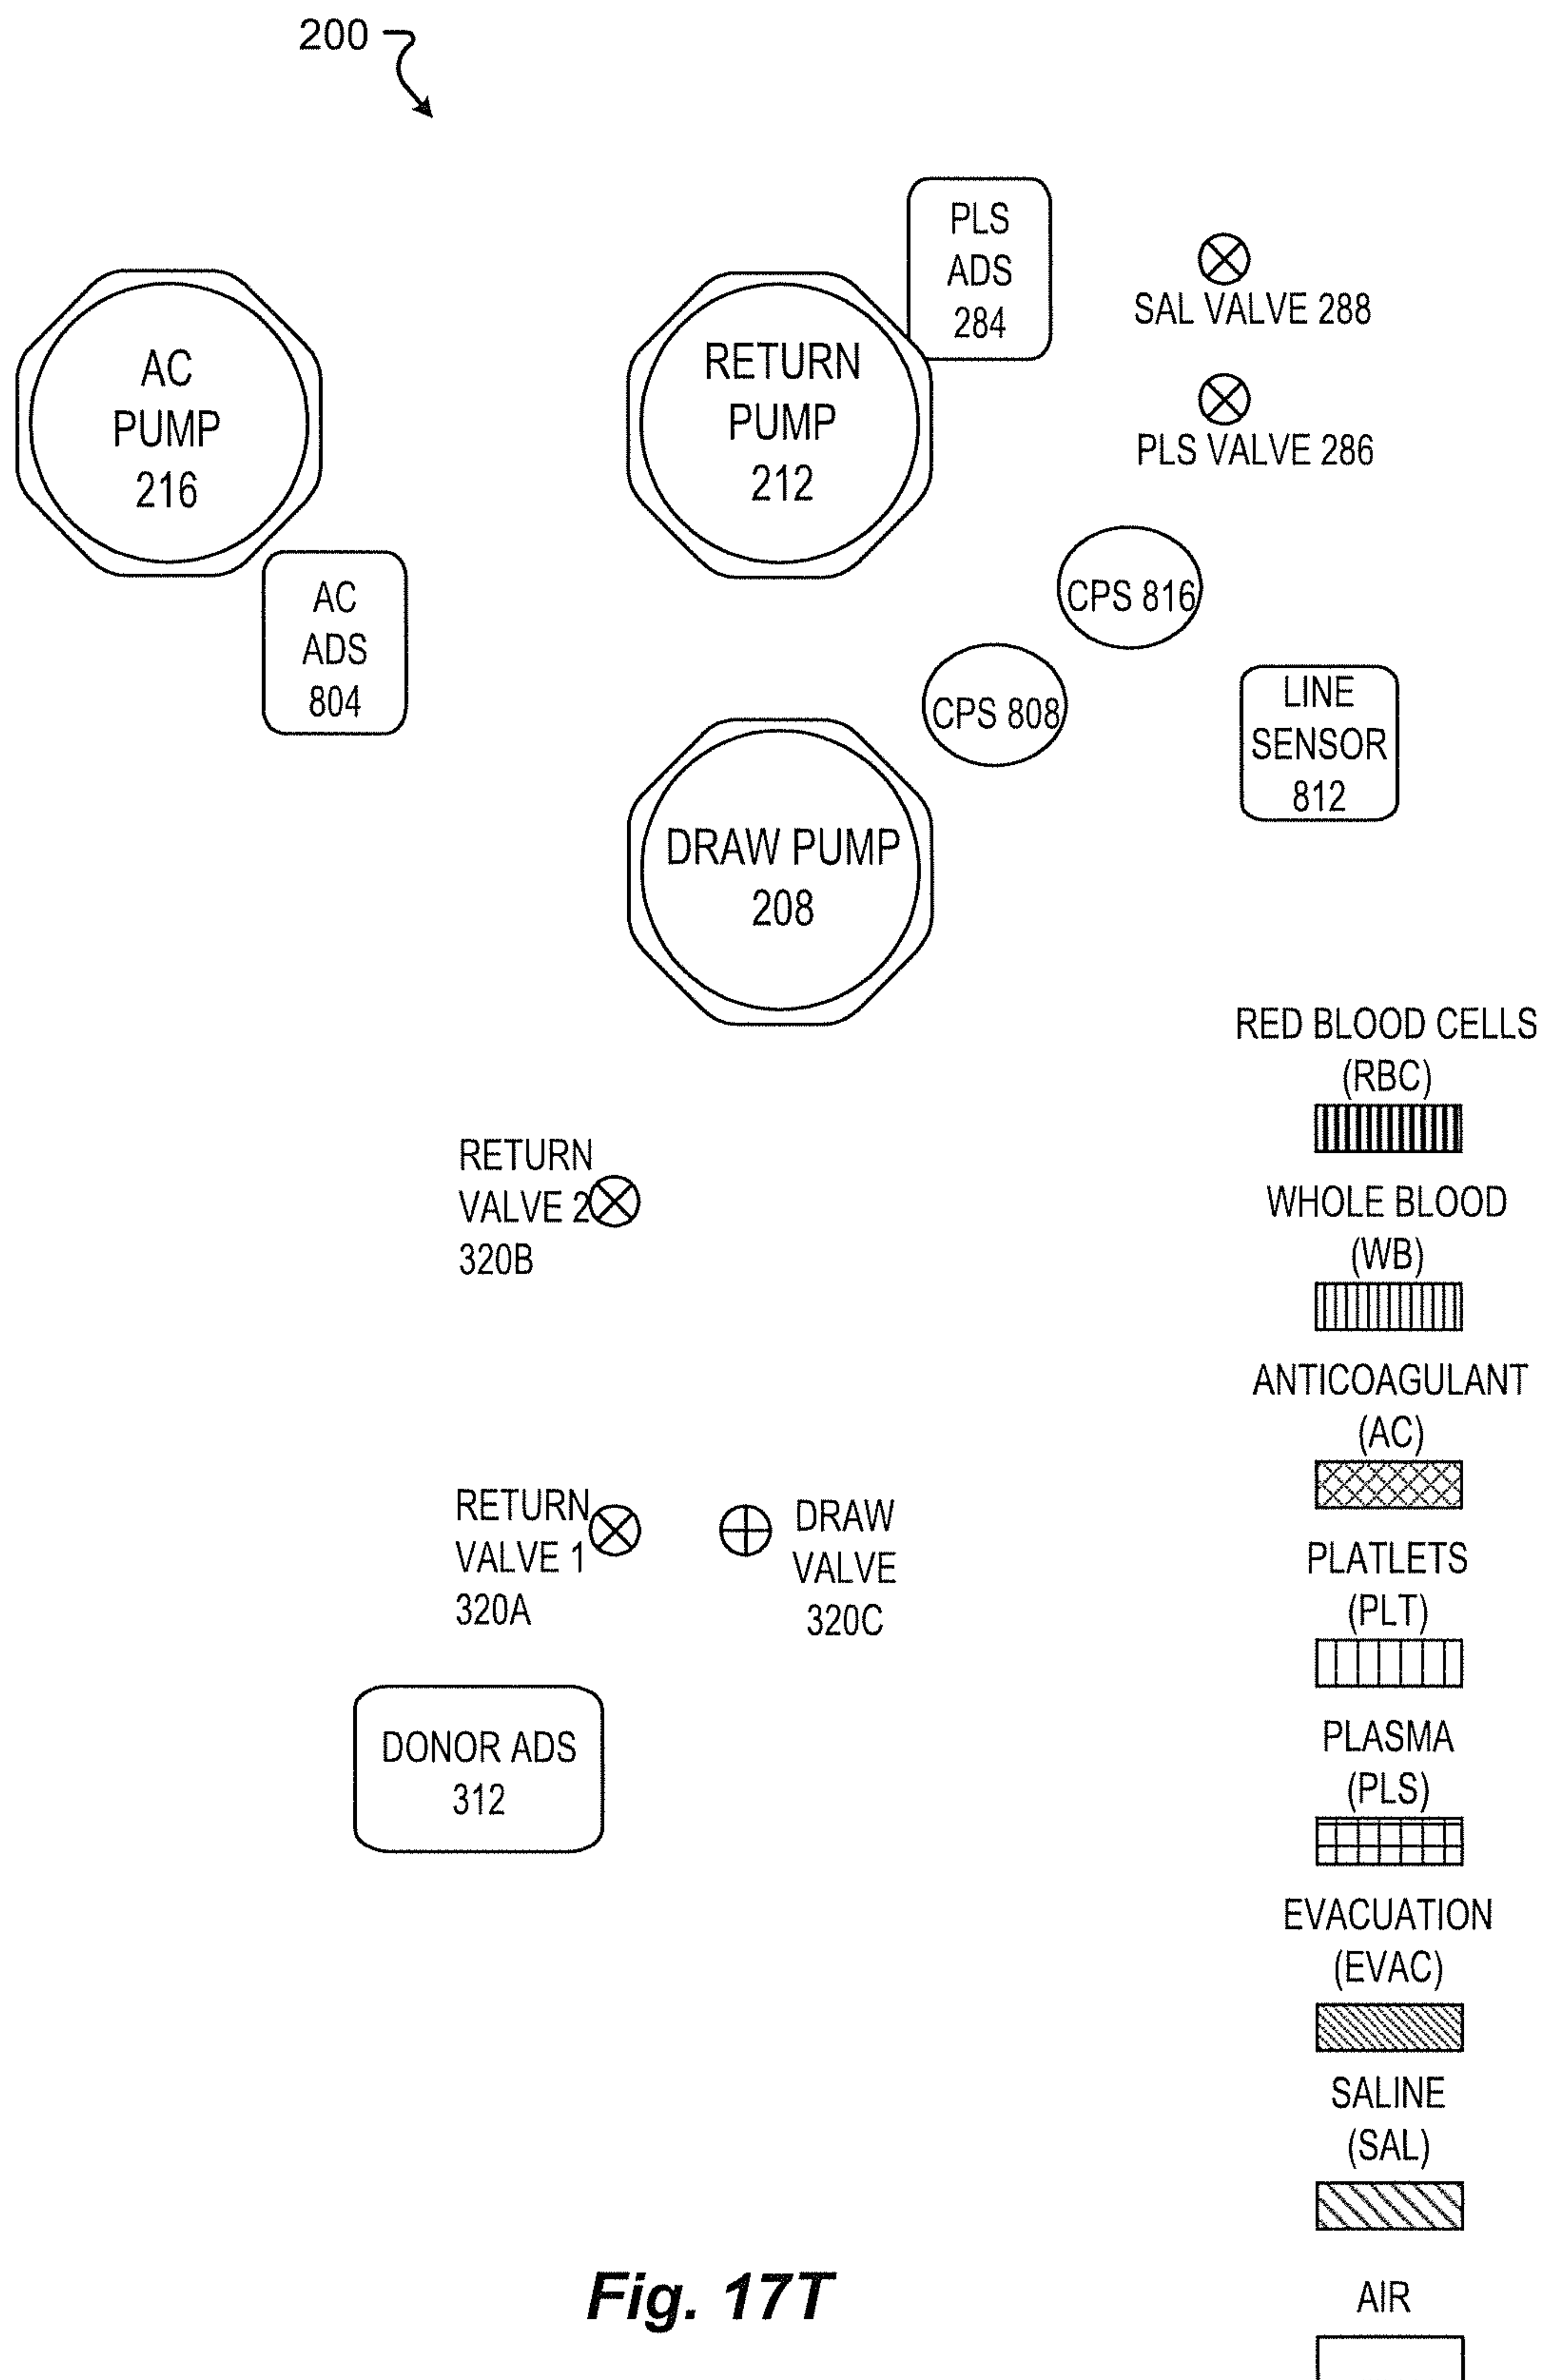 200
PLS
ADS
284
SAL VALVE 288
PLS VALVE 286
AC
PUMP
216
RETURN
PUMP
212
AC
ADS
804
CPS 816
CPS 808
LINE
SENSOR
812
DRAW PUMP
208
RETURN
VALVE 2
320B
RETURN
VALVE 1
320A
DRAW
VALVE
320C
DONOR ADS
312
RED BLOOD CELLS
(RBC)
WHOLE BLOOD
(WB)
ANTICOAGULANT
(AC)
PLATLETS
(PLT)
PLASMA
(PLS)
EVACUATION
(EVAC)
SALINE
(SAL)
AIR
Fig. 17T